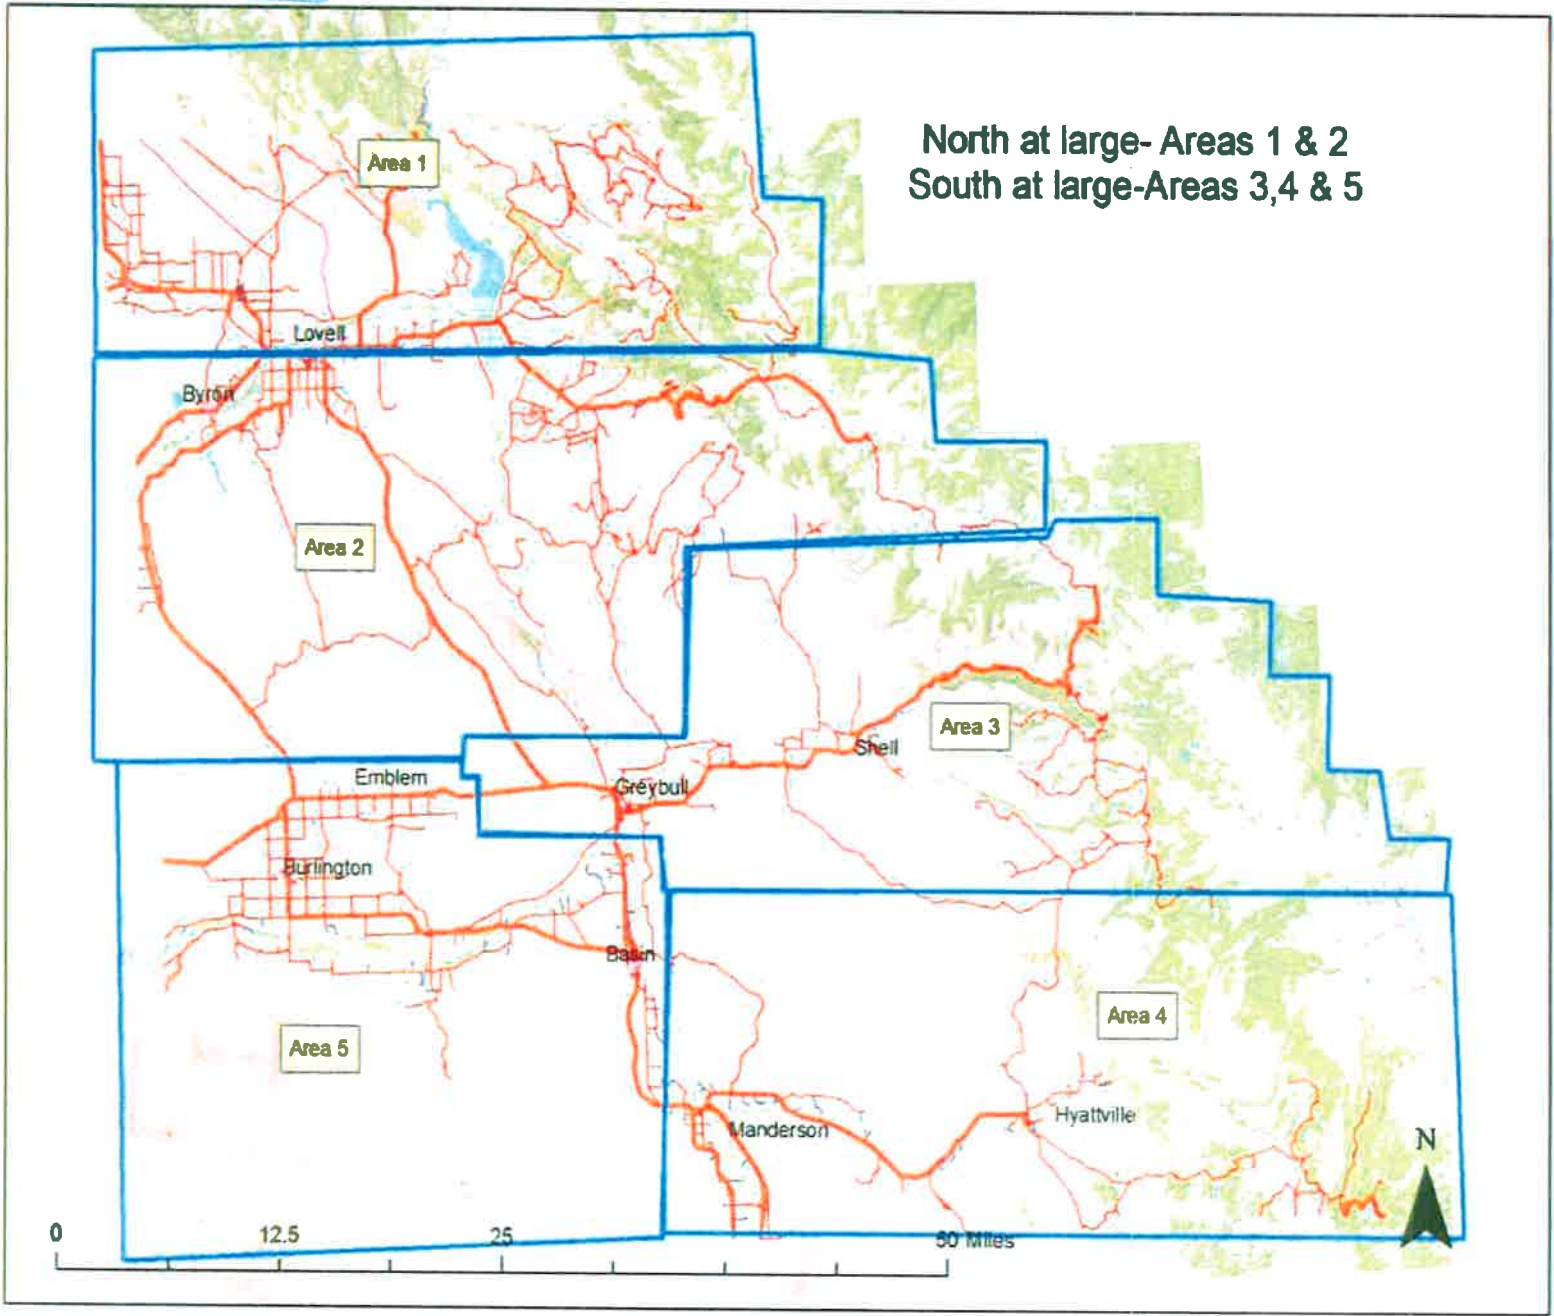 North at large- Areas 1 & 2
South at large-Areas 3,4 & 5
Area 1
Lovell
Byron
Area 2
Area 3
Shell
Emblem
Greybull
Burlington
Basin
Area 4
Area 5
Hyattville
Manderson
N
0 12.5 25 50 Miles